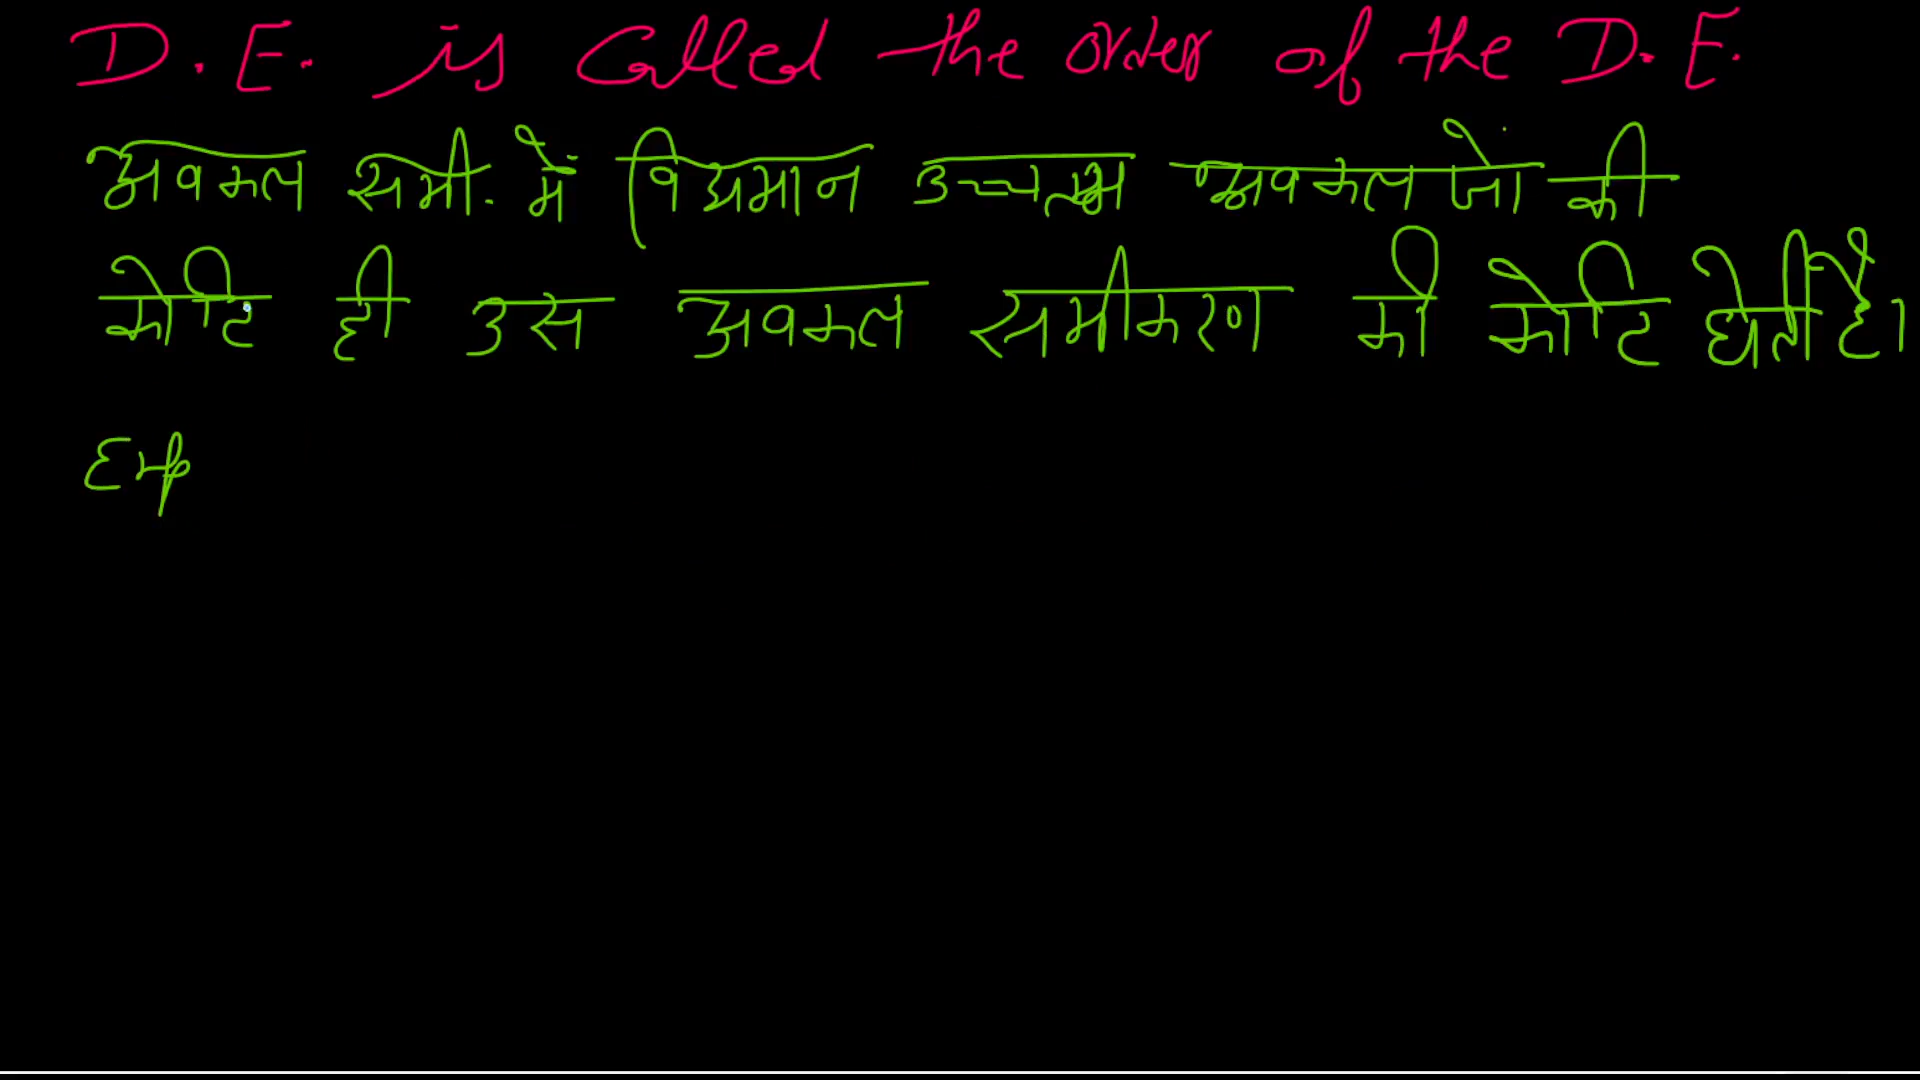 D.E. is Called the order of the D.E.
अवकल समी. में विद्यमान उच्चतम अवकलजों की
कोटि ही उस अवकल समीकरण की कोटि होती है।
Exp